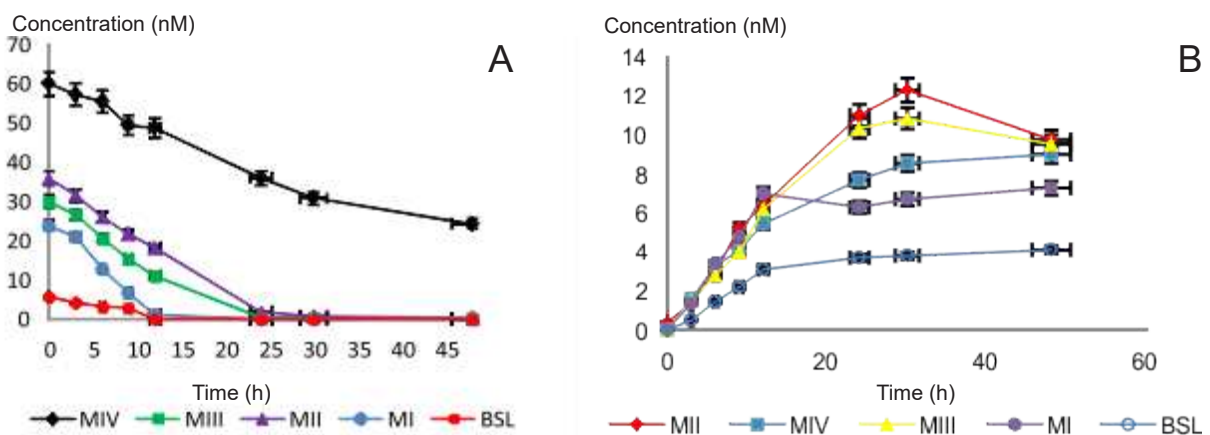 Concentration (nM)
A
70
60
50
40
30
20
10
0
0 5 10 15 20 25 30 35 40 45
Time (h)
MIV MIII MII MI BSL
Concentration (nM)
B
14
12
10
8
6
4
2
0
0 20 40 60
Time (h)
MII MIV MIII MI BSL